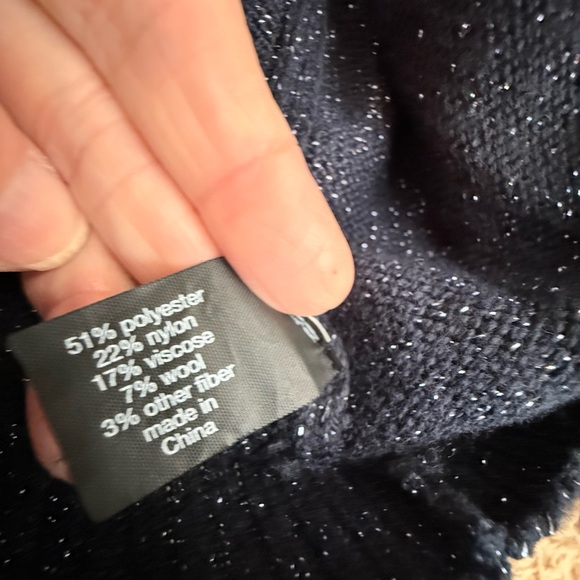 51% polyester
22% nylon
17% viscose
7% wool
3% other fiber
made in
China